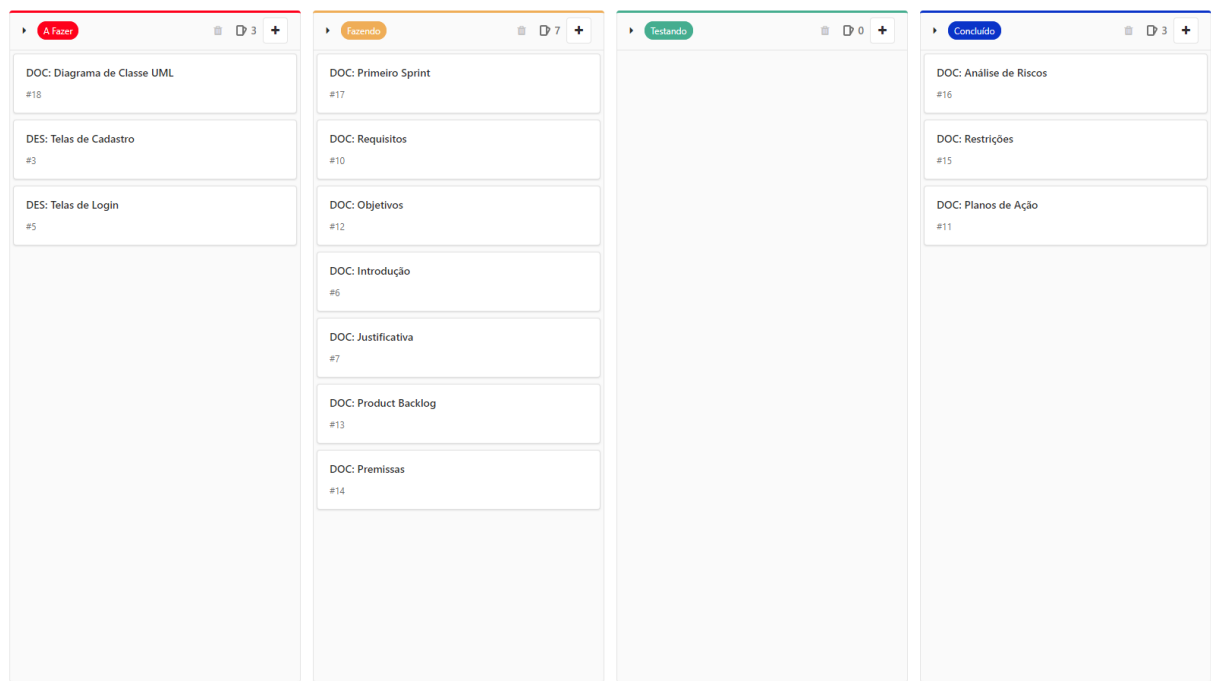 A Fazer
3
DOC: Diagrama de Classe UML
#18
DES: Telas de Cadastro
#3
DES: Telas de Login
#5
Fazendo
7
DOC: Primeiro Sprint
#17
DOC: Requisitos
#10
DOC: Objetivos
#12
DOC: Introdução
#6
DOC: Justificativa
#7
DOC: Product Backlog
#13
DOC: Premissas
#14
Testando
0
Concluído
3
DOC: Análise de Riscos
#16
DOC: Restrições
#15
DOC: Planos de Ação
#11